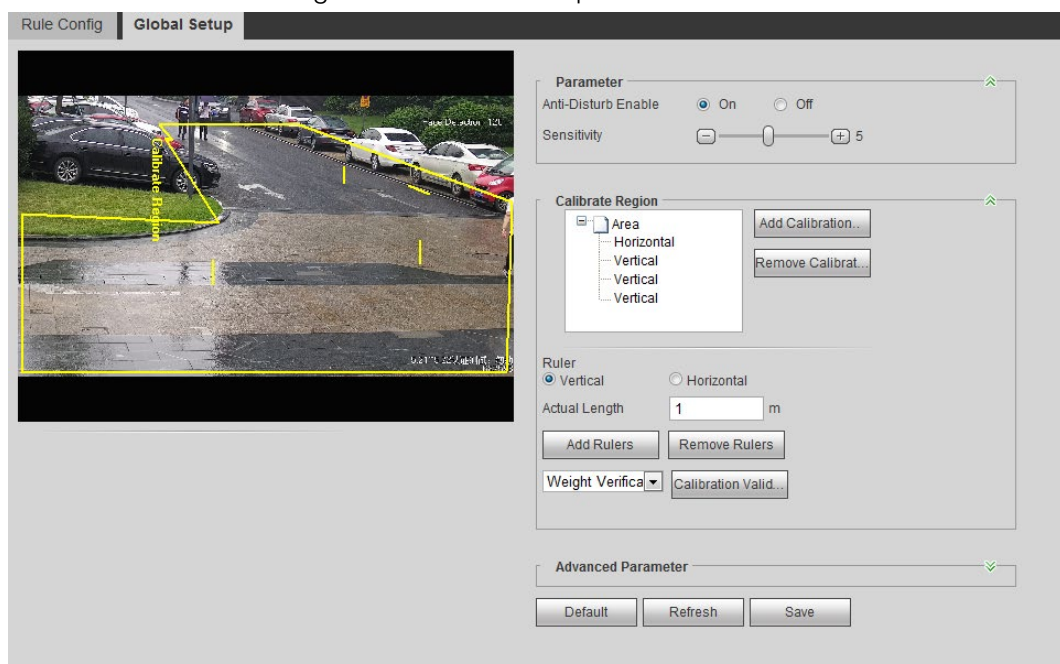 Rule Config Global Setup
Calibrate Region
Parameter
Anti-Disturb Enable On Off
Sensitivity 5
Calibrate Region
Area
Horizontal
Vertical
Vertical
Vertical
Add Calibration..
Remove Calibrat...
Ruler
Vertical Horizontal
Actual Length 1 m
Add Rulers Remove Rulers
Weight Verifica Calibration Valid...
Advanced Parameter
Default Refresh Save